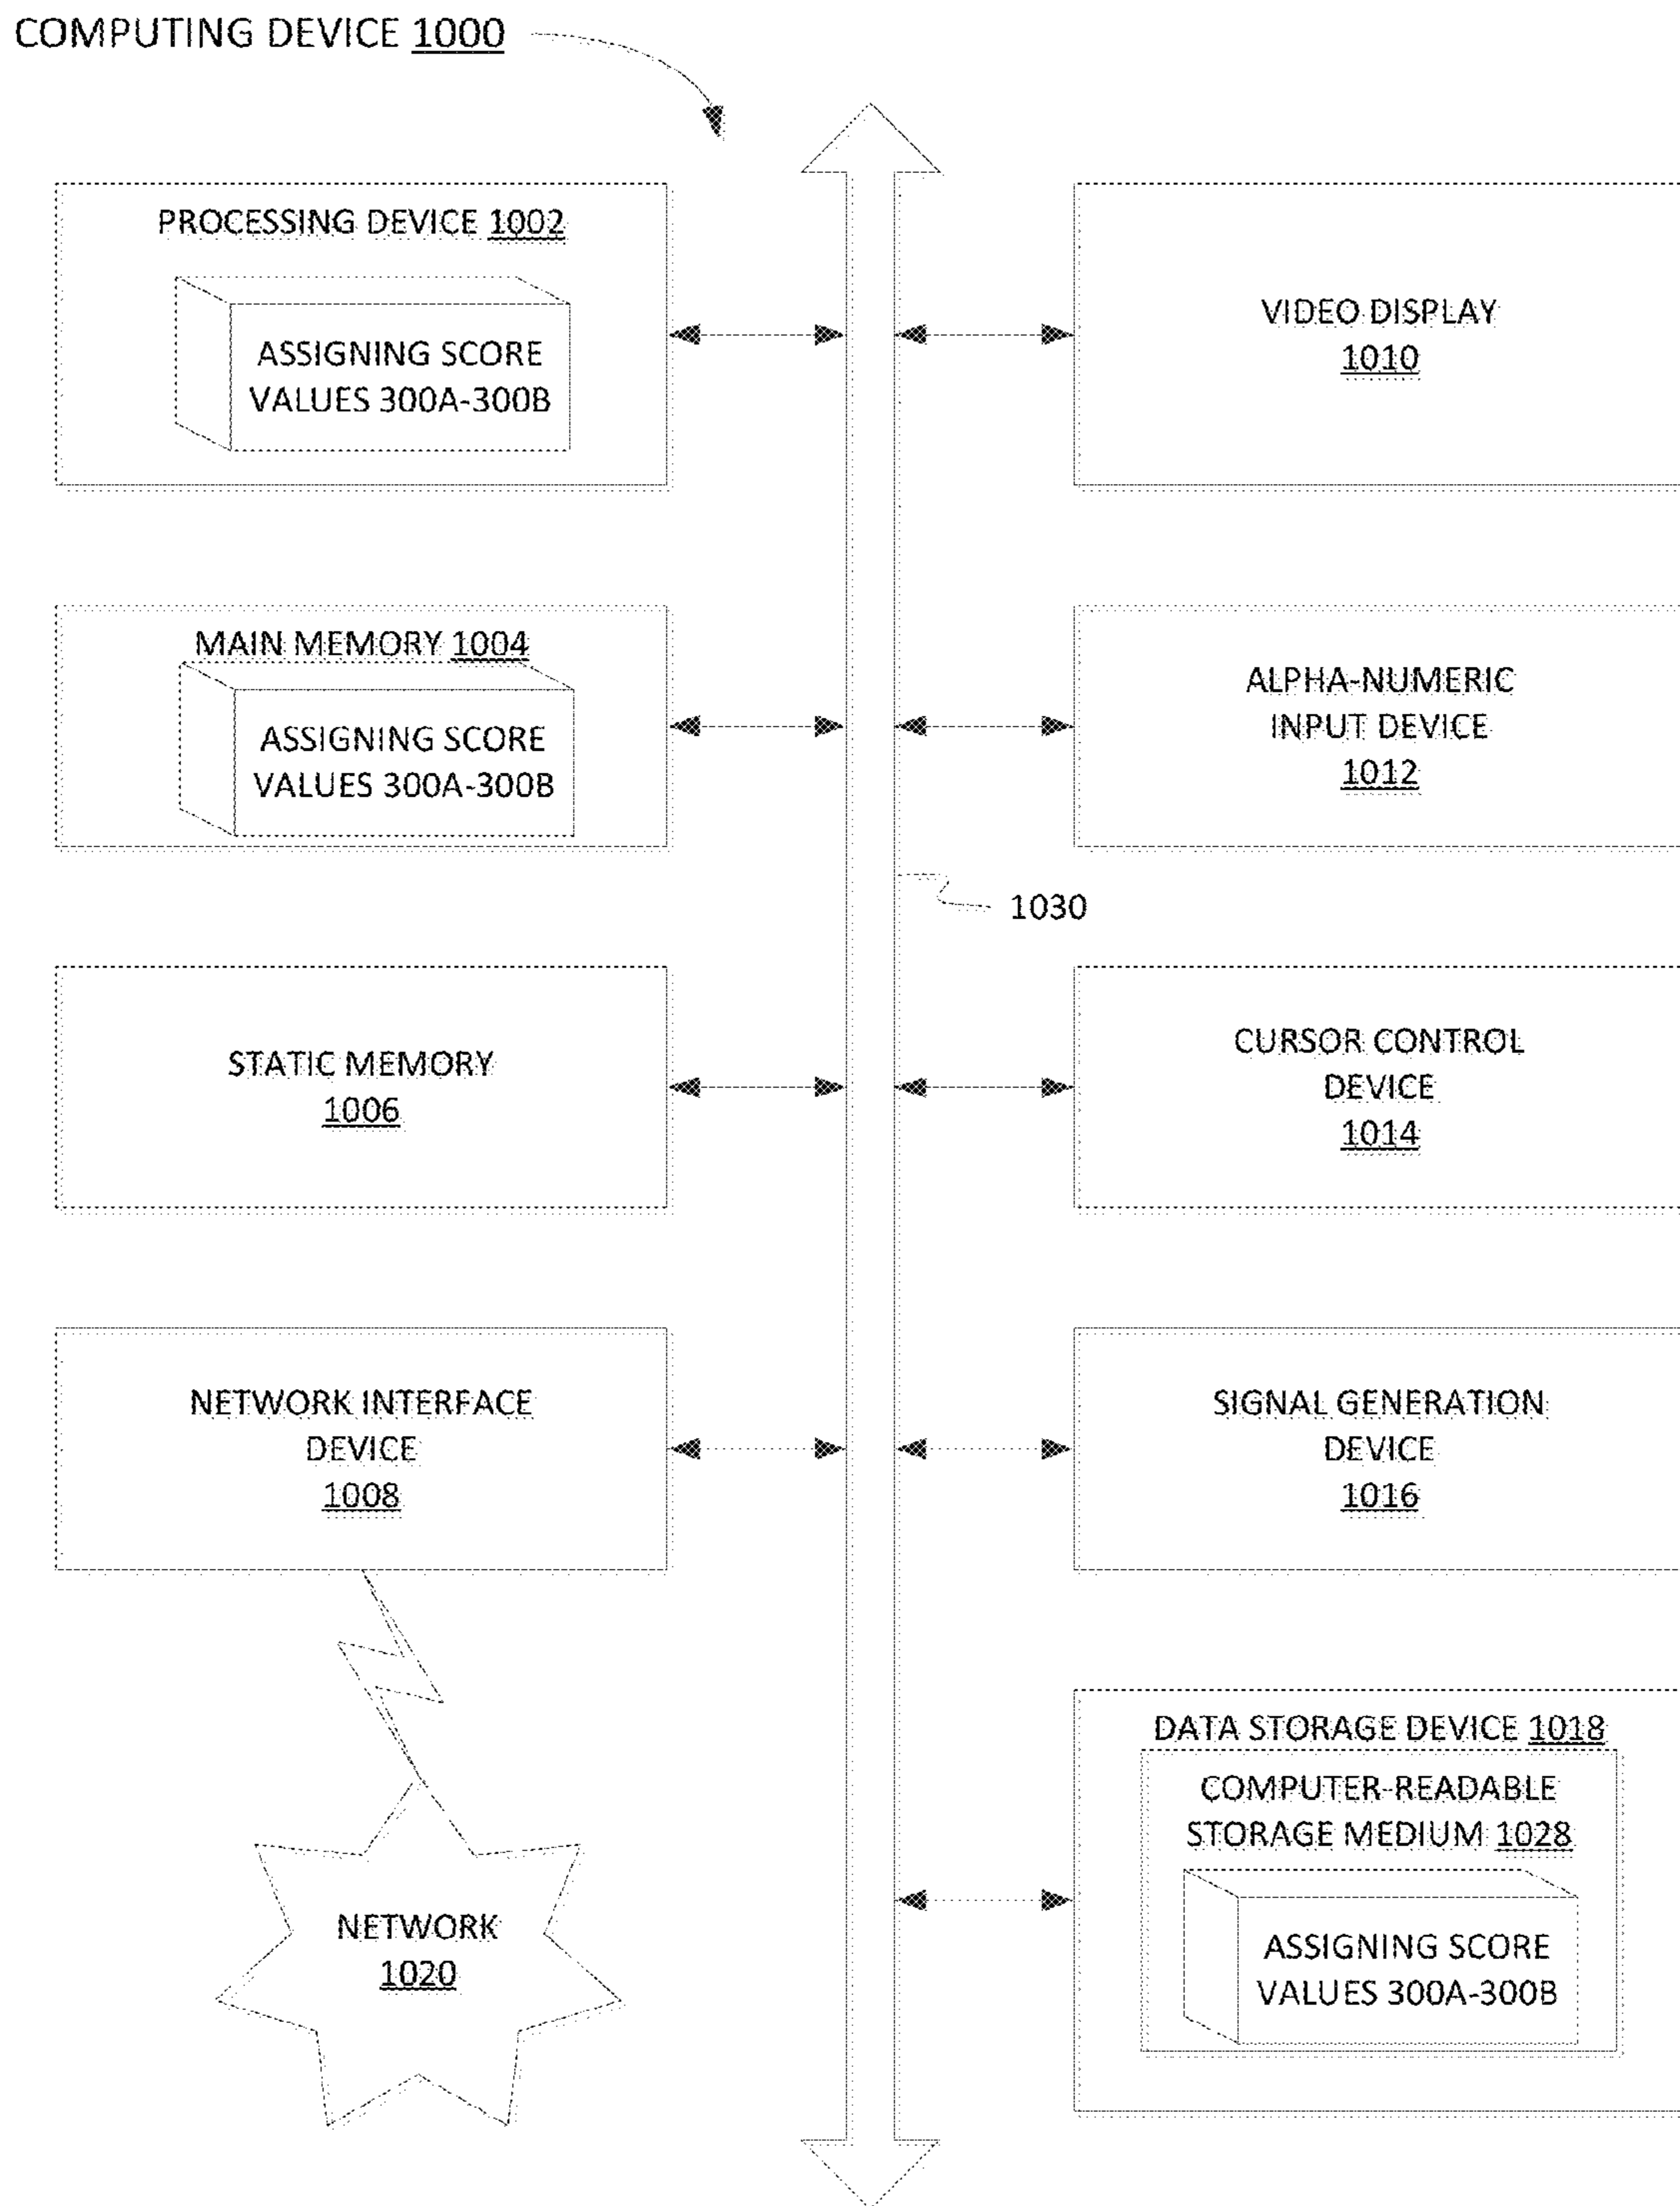 COMPUTING DEVICE 1000
PROCESSING DEVICE 1002
ASSIGNING SCORE
VALUES 300A-300B
VIDEO DISPLAY
1010
MAIN MEMORY 1004
ASSIGNING SCORE
VALUES 300A-300B
ALPHA-NUMERIC
INPUT DEVICE
1012
1030
STATIC MEMORY
1006
CURSOR CONTROL
DEVICE
1014
NETWORK INTERFACE
DEVICE
1008
SIGNAL GENERATION
DEVICE
1016
DATA STORAGE DEVICE 1018
COMPUTER-READABLE
STORAGE MEDIUM 1028
ASSIGNING SCORE
VALUES 300A-300B
NETWORK
1020